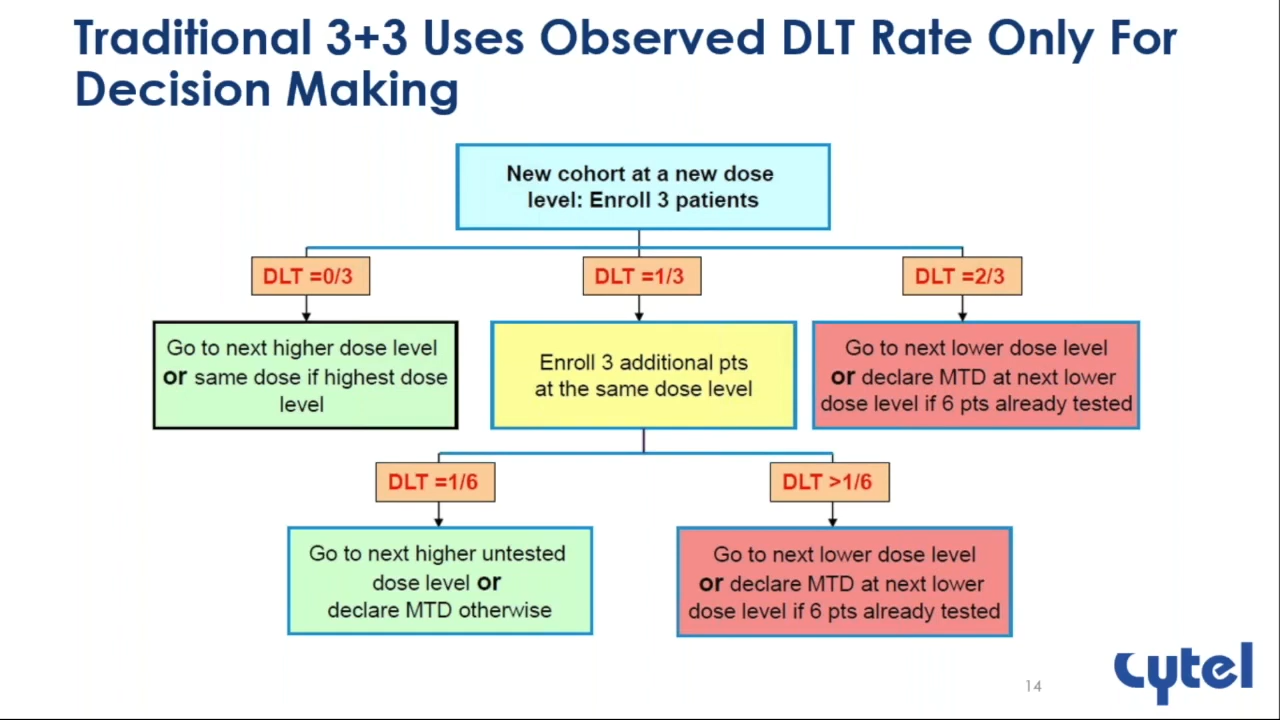 Traditional 3+3 Uses Observed DLT Rate Only For
Decision Making
New cohort at a new dose
level: Enroll 3 patients
DLT =0/3
DLT =1/3
DLT =2/3
Go to next higher dose level
or same dose if highest dose
level
Enroll 3 additional pts
at the same dose level
Go to next lower dose level
or declare MTD at next lower
dose level if 6 pts already tested
DLT =1/6
DLT >1/6
Go to next higher untested
dose level or
declare MTD otherwise
Go to next lower dose level
or declare MTD at next lower
dose level if 6 pts already tested
14
Cytel